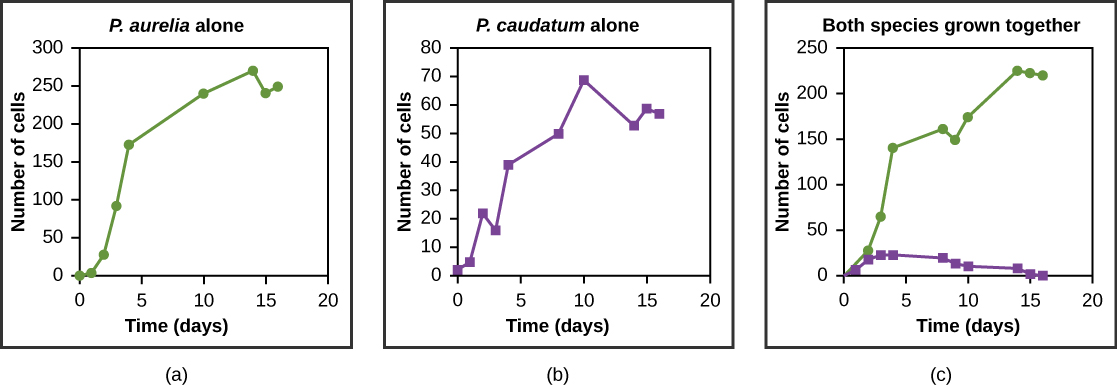 P. aurelia alone
300
250
200
150
100
50
0
Number of cells
0 5 10 15 20
Time (days)
(a)
P. caudatum alone
80
70
60
50
40
30
20
10
0
Number of cells
0 5 10 15 20
Time (days)
(b)
Both species grown together
250
200
150
100
50
0
Number of cells
0 5 10 15 20
Time (days)
(c)